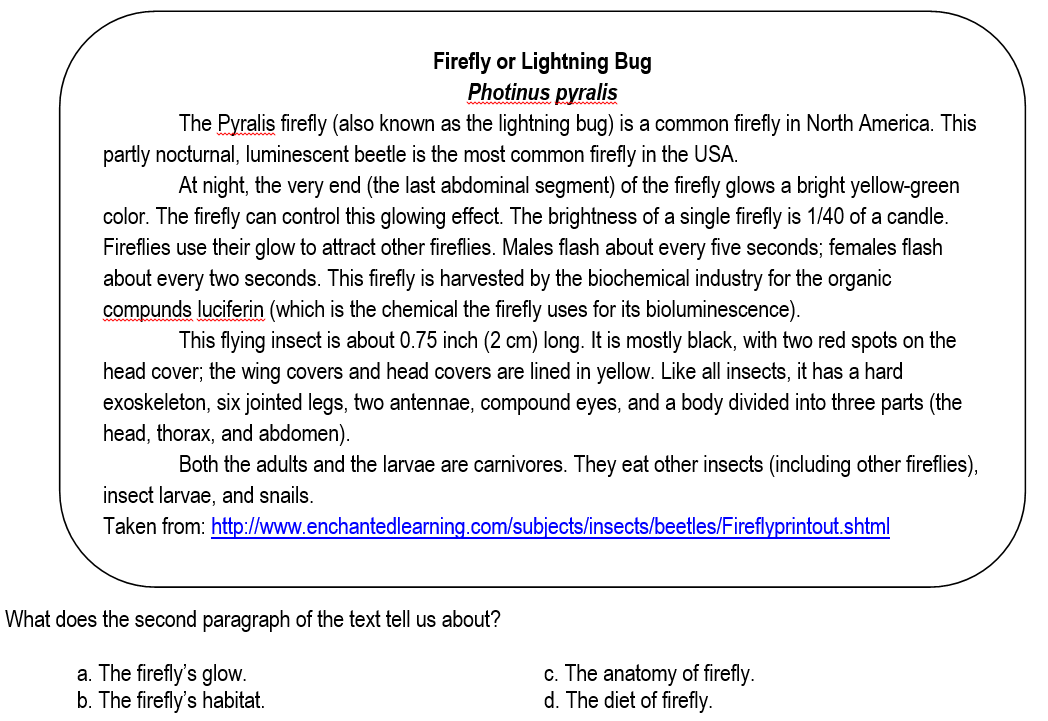 Firefly or Lightning Bug
Photinus pyralis
The Pyralis firefly (also known as the lightning bug) is a common firefly in North America. This
partly nocturnal, luminescent beetle is the most common firefly in the USA.
At night, the very end (the last abdominal segment) of the firefly glows a bright yellow-green
color. The firefly can control this glowing effect. The brightness of a single firefly is 1/40 of a candle.
Fireflies use their glow to attract other fireflies. Males flash about every five seconds; females flash
about every two seconds. This firefly is harvested by the biochemical industry for the organic
compunds luciferin (which is the chemical the firefly uses for its bioluminescence).
This flying insect is about 0.75 inch (2 cm) long. It is mostly black, with two red spots on the
head cover; the wing covers and head covers are lined in yellow. Like all insects, it has a hard
exoskeleton, six jointed legs, two antennae, compound eyes, and a body divided into three parts (the
head, thorax, and abdomen).
Both the adults and the larvae are carnivores. They eat other insects (including other fireflies),
insect larvae, and snails.
Taken from: http://www.enchantedlearning.com/subjects/insects/beetles/Fireflyprintout.shtml
What does the second paragraph of the text tell us about?
a. The firefly's glow.
b. The firefly's habitat.
c. The anatomy of firefly.
d. The diet of firefly.